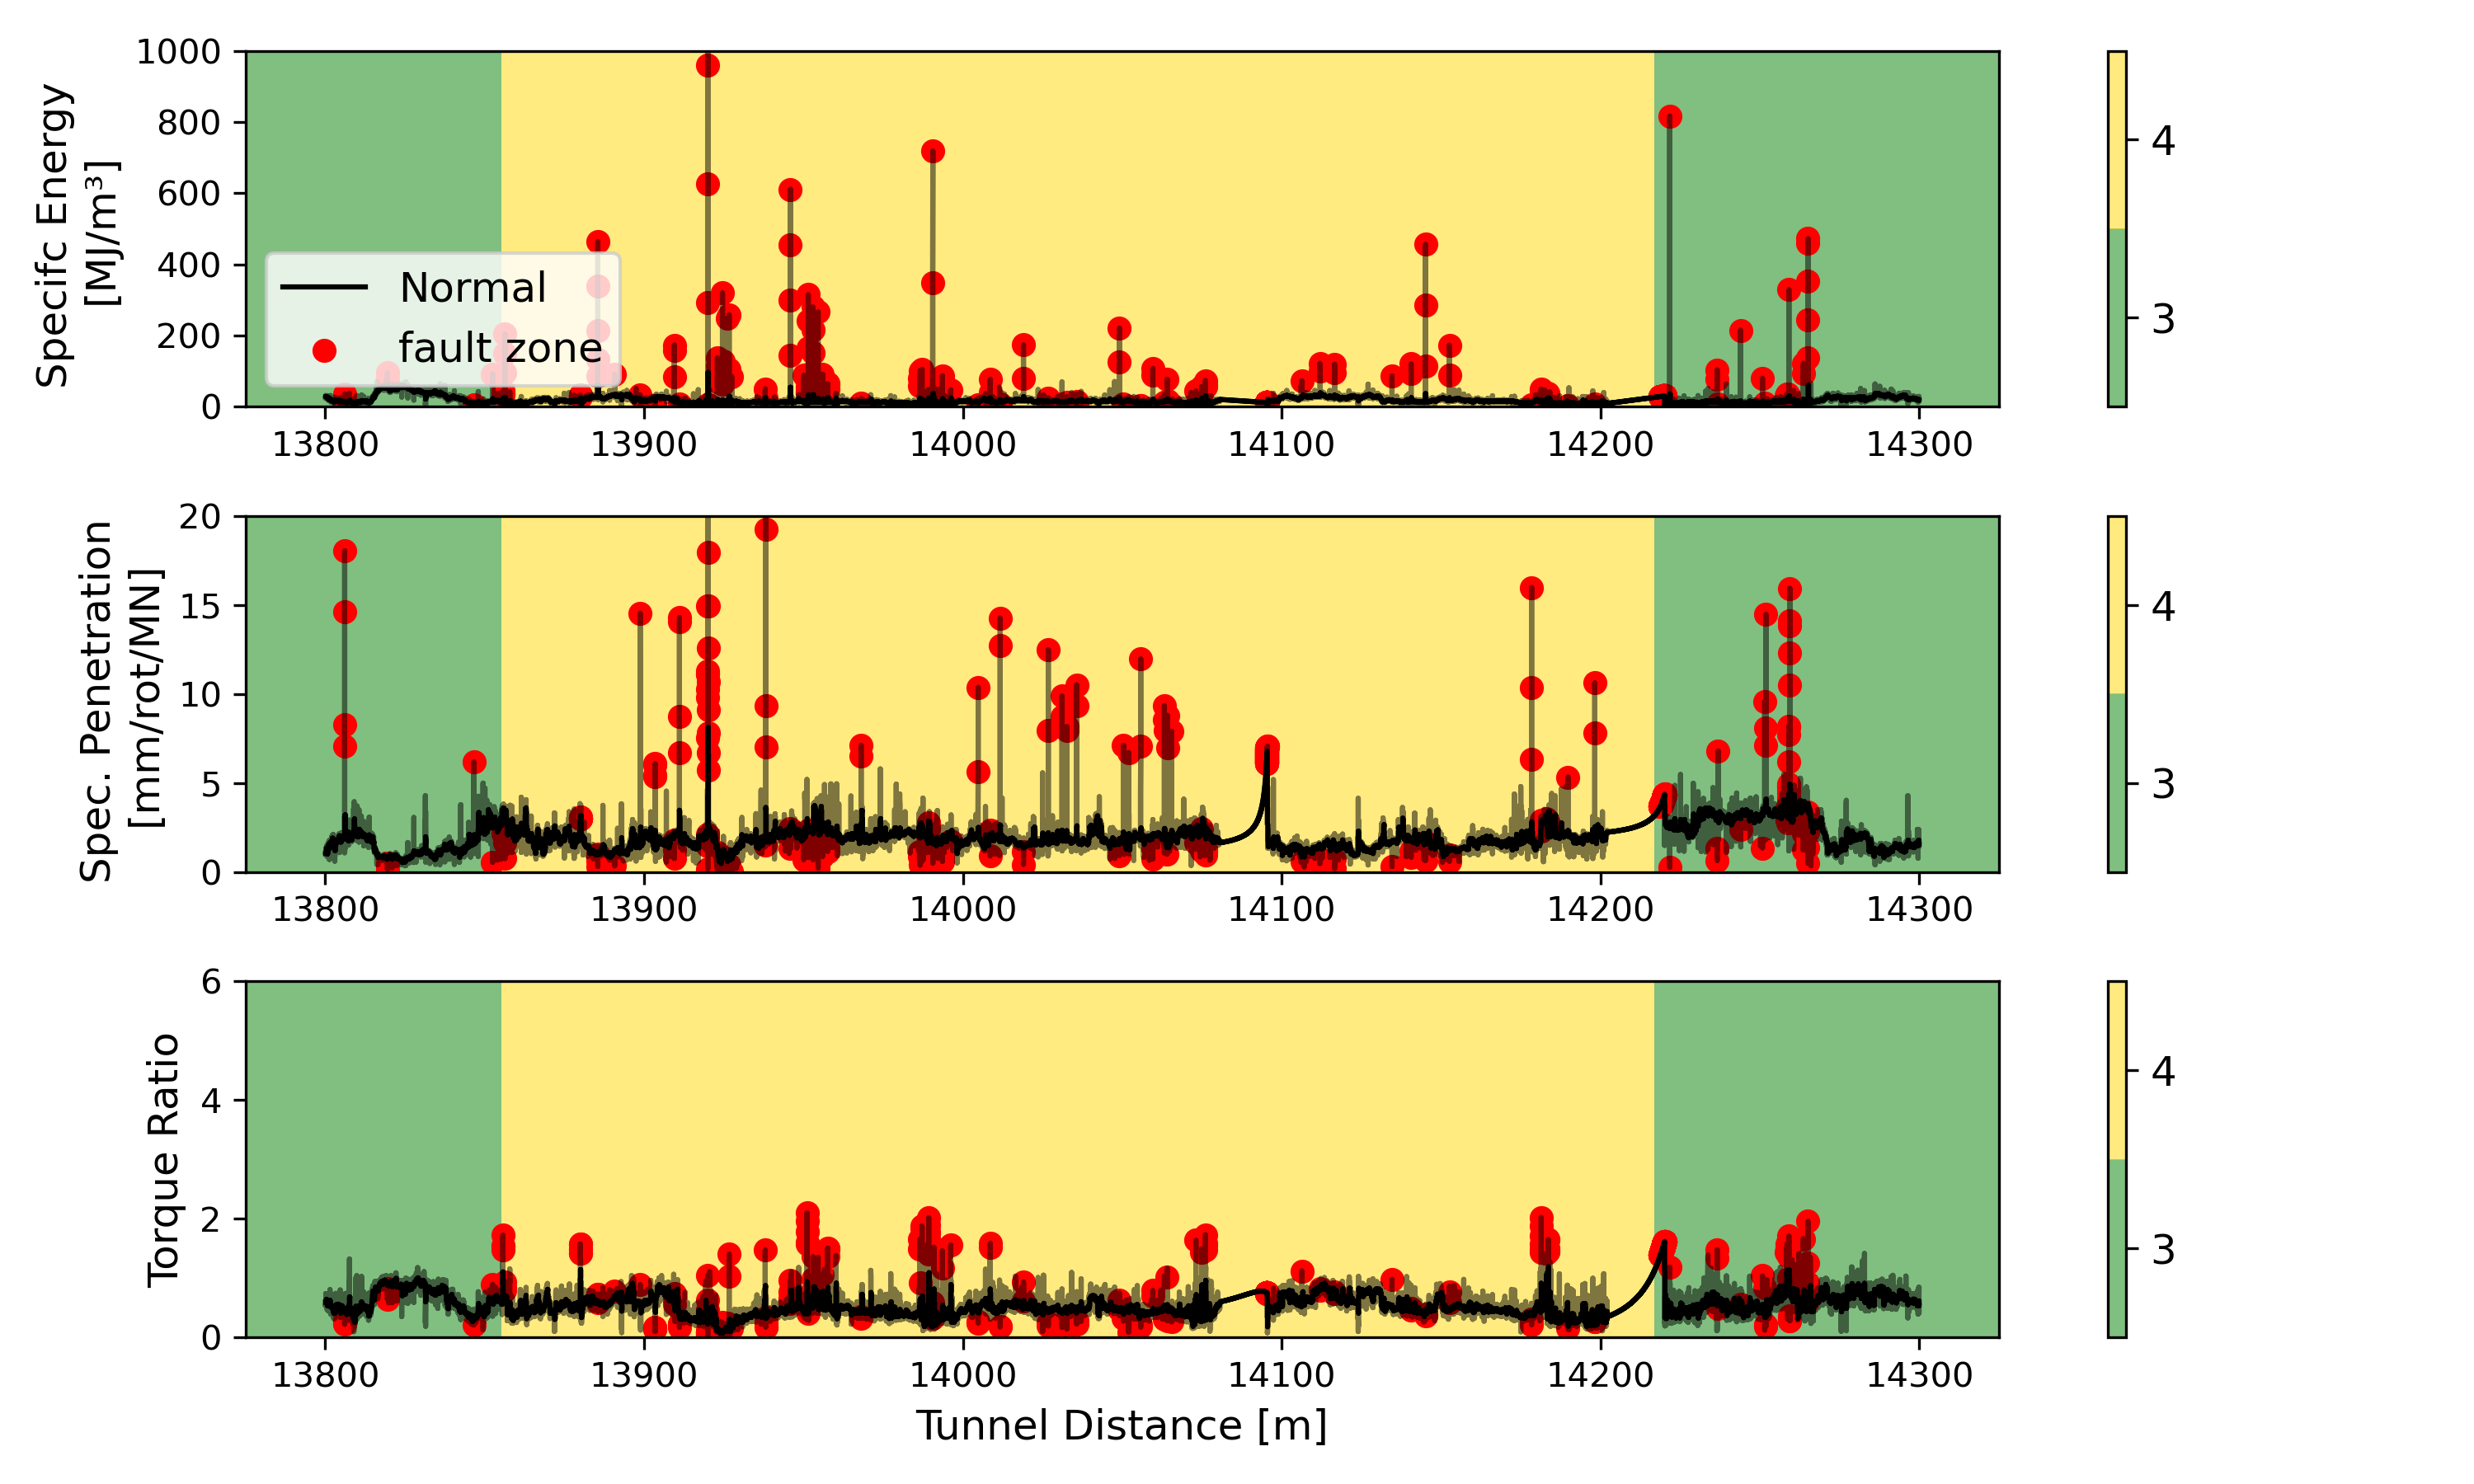 Specifc Energy
[MJ/m³]
1000
800
600
400
200
0
Normal
fault zone
13800 13900 14000 14100 14200 14300
4
3
Spec. Penetration
[mm/rot/MN]
20
15
10
5
0
13800 13900 14000 14100 14200 14300
4
3
Torque Ratio
6
4
2
0
13800 13900 14000 14100 14200 14300
4
3
Tunnel Distance [m]